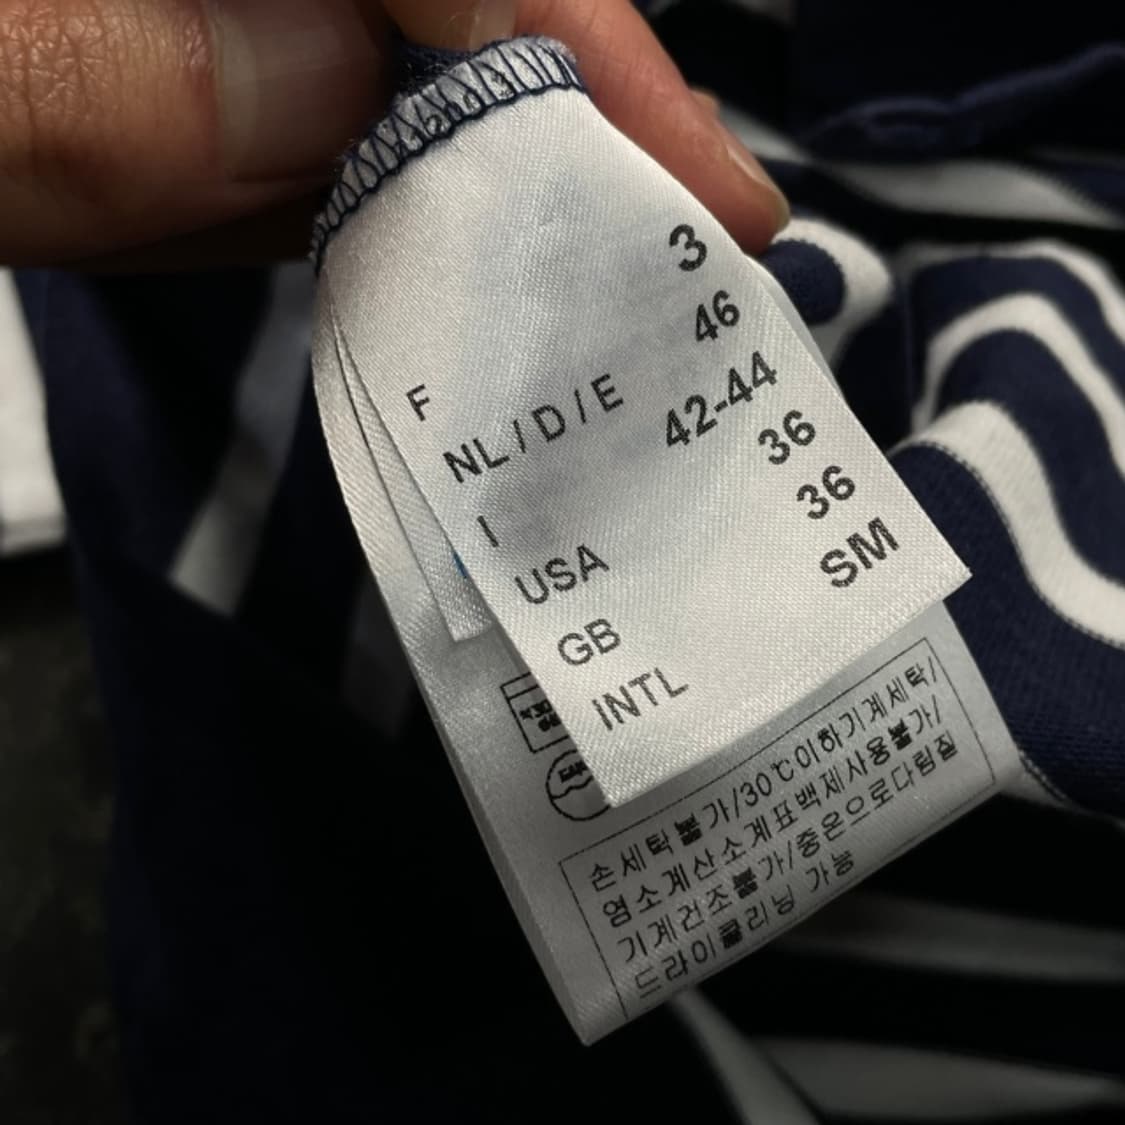 F 3
NL / D / E 46
I 42-44
USA 36
GB 36
INTL SM
손세탁불가/30℃이하기계세탁/
염소계산소계표백제사용불가/
기계건조불가/중온으로다림질
드라이클리닝 가능